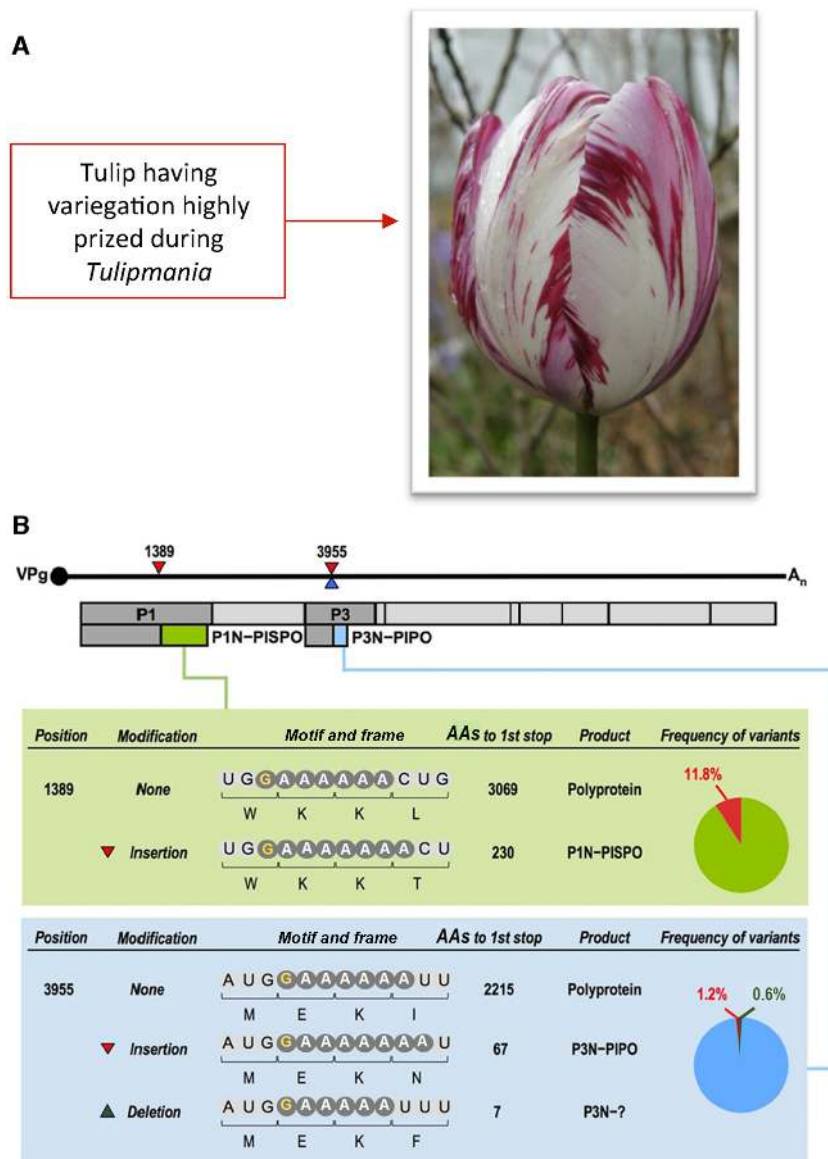 A
Tulip having
variegation highly
prized during
Tulipmania
B
1389 3955
VPg An
P1 P3
P1N-PISPO P3N-PIPO
Position Modification Motif and frame AAs to 1st stop Product Frequency of variants
1389 None UGGAAAAAACUG 3069 Polyprotein 11.8%
W K K L
Insertion UGGAAAAAAACU 230 P1N-PISPO
W K K T
Position Modification Motif and frame AAs to 1st stop Product Frequency of variants
3955 None AUGGAAAAAAUU 2215 Polyprotein 1.2% 0.6%
M E K I
Insertion AUGGAAAAAAAU 67 P3N-PIPO
M E K N
Deletion AUGGAAAAAUUU 7 P3N-?
M E K F